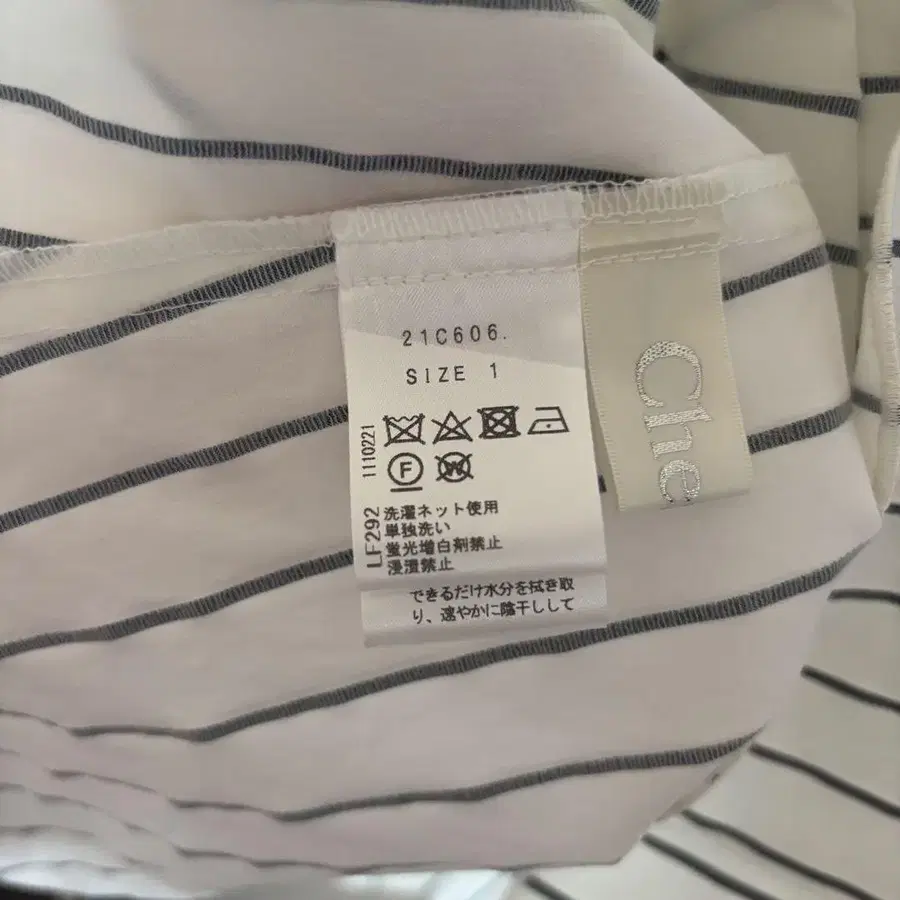 21C606.
SIZE 1
1110221
F
W
LF292
洗濯ネット使用
単独洗い
蛍光増白剤禁止
浸漬禁止
できるだけ水分を拭き取
り、速やかに陰干しして
Che